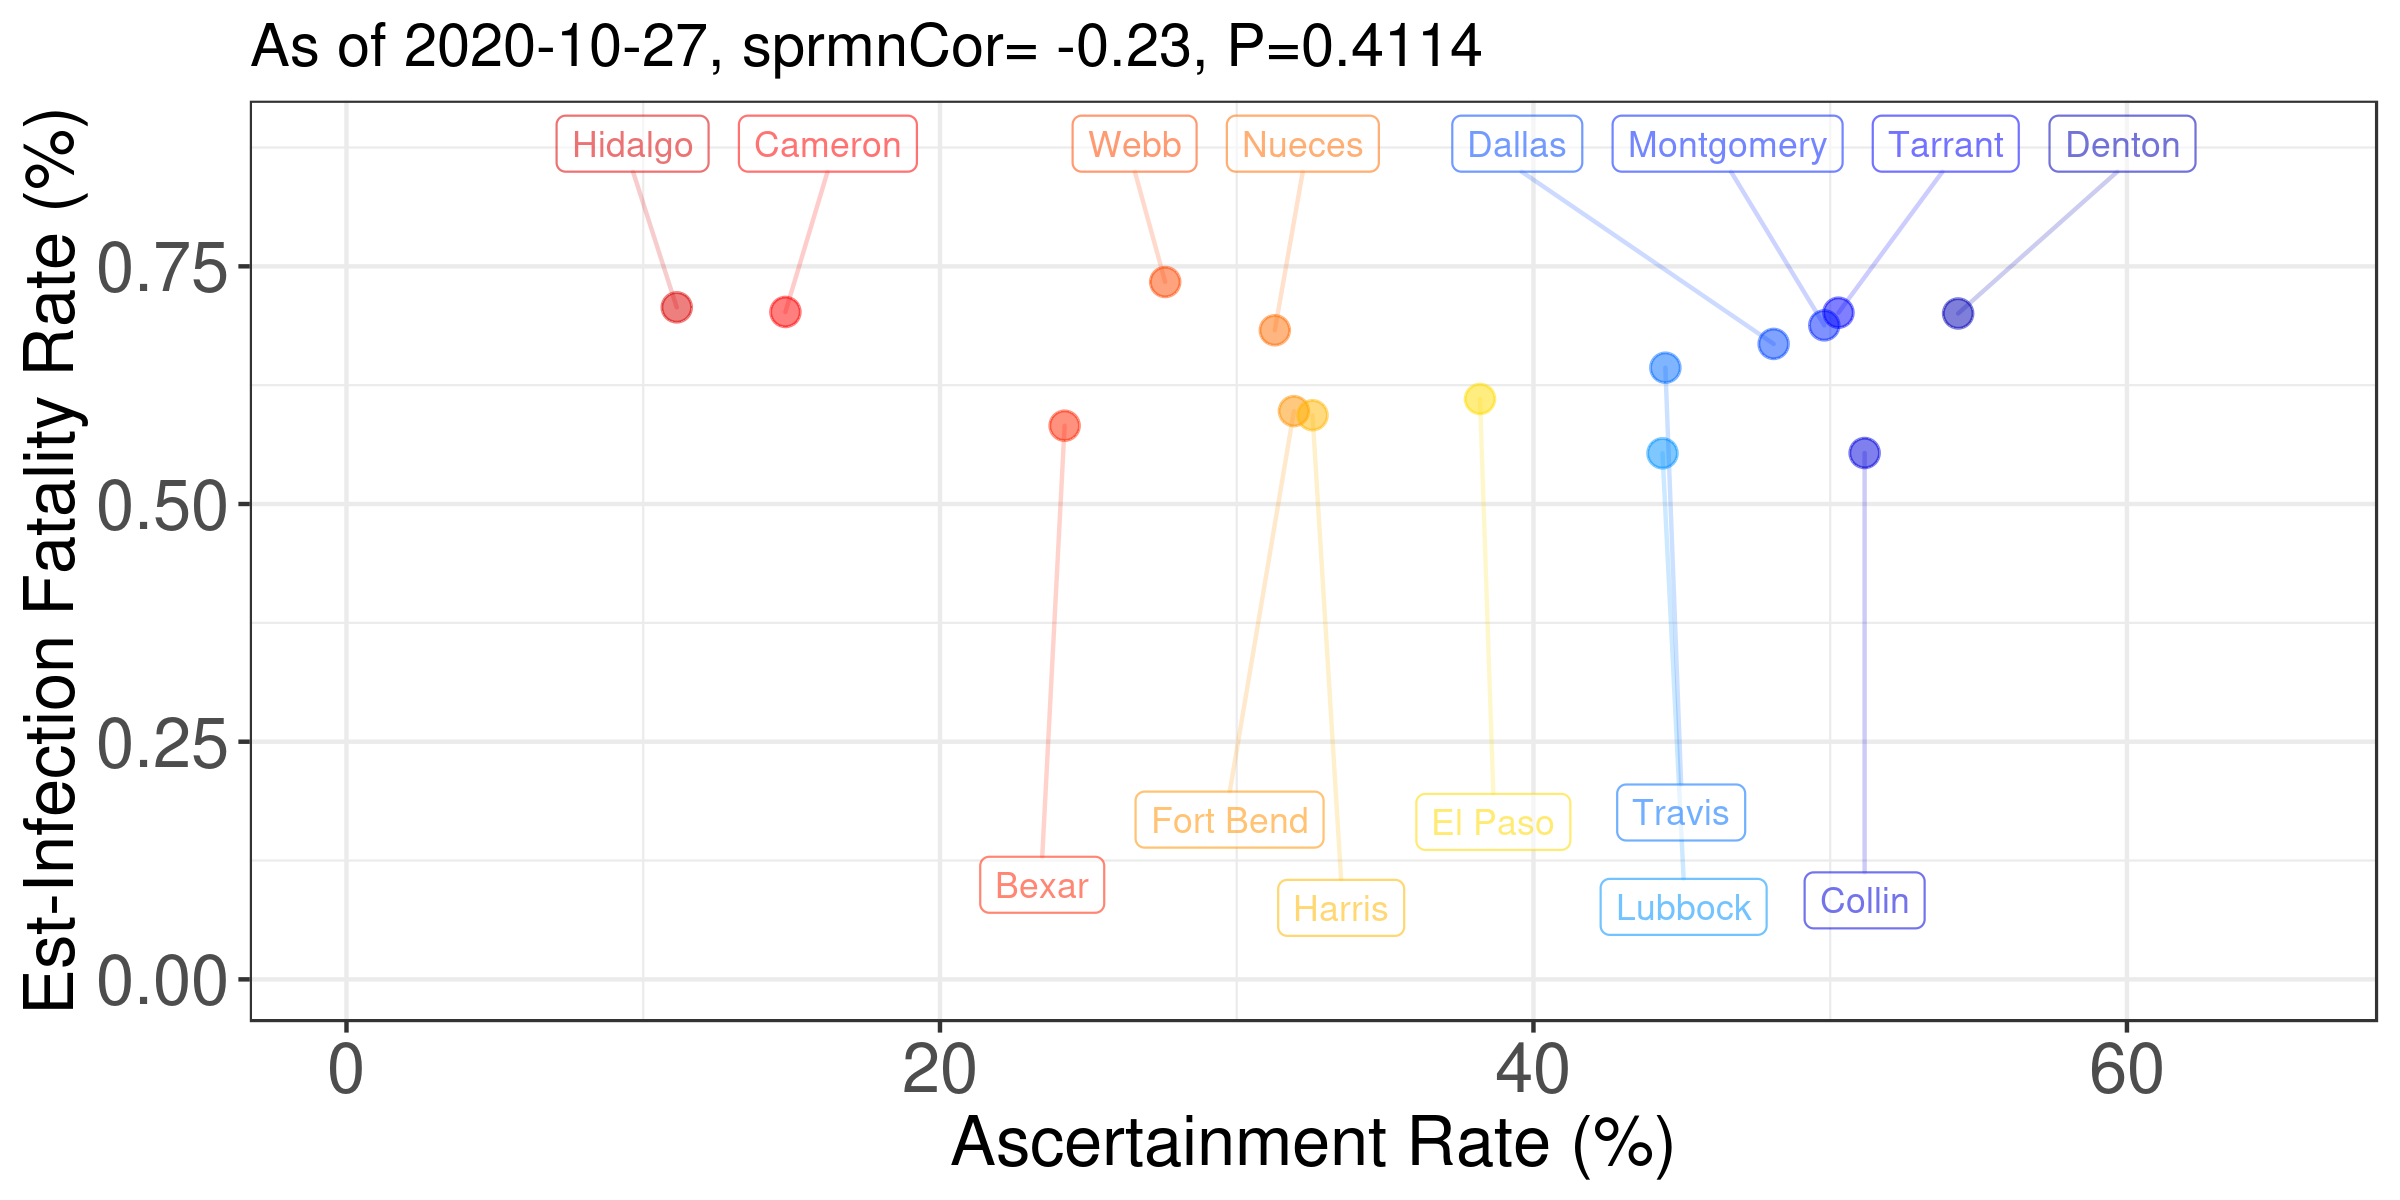 As of 2020-10-27, sprmnCor= -0.23, P=0.4114
Est-Infection Fatality Rate (%)
Hidalgo
Cameron
Webb
Nueces
Dallas
Montgomery
Tarrant
Denton
0.75
0.50
0.25
Travis
Fort Bend
El Paso
Bexar
Collin
Lubbock
Harris
0.00
0
20
40
60
Ascertainment Rate (%)